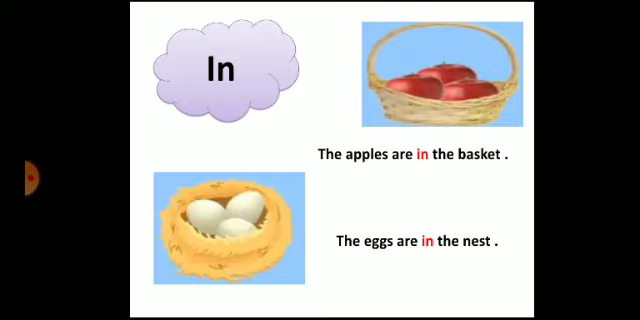 In
The apples are in the basket .
The eggs are in the nest .